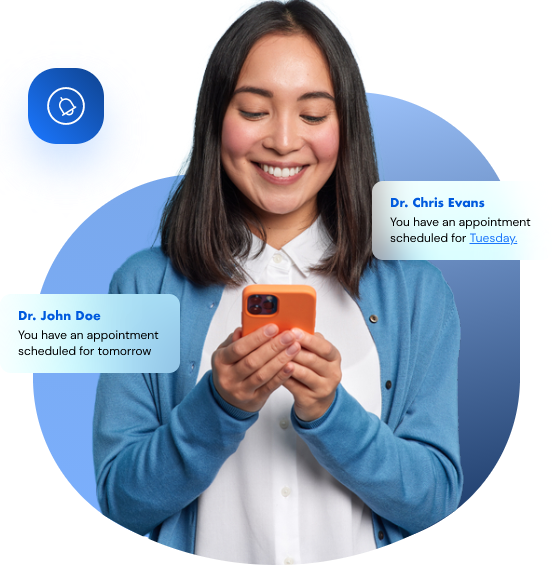 Dr. Chris Evans
You have an appointment
scheduled for Tuesday.
Dr. John Doe
You have an appointment
scheduled for tomorrow